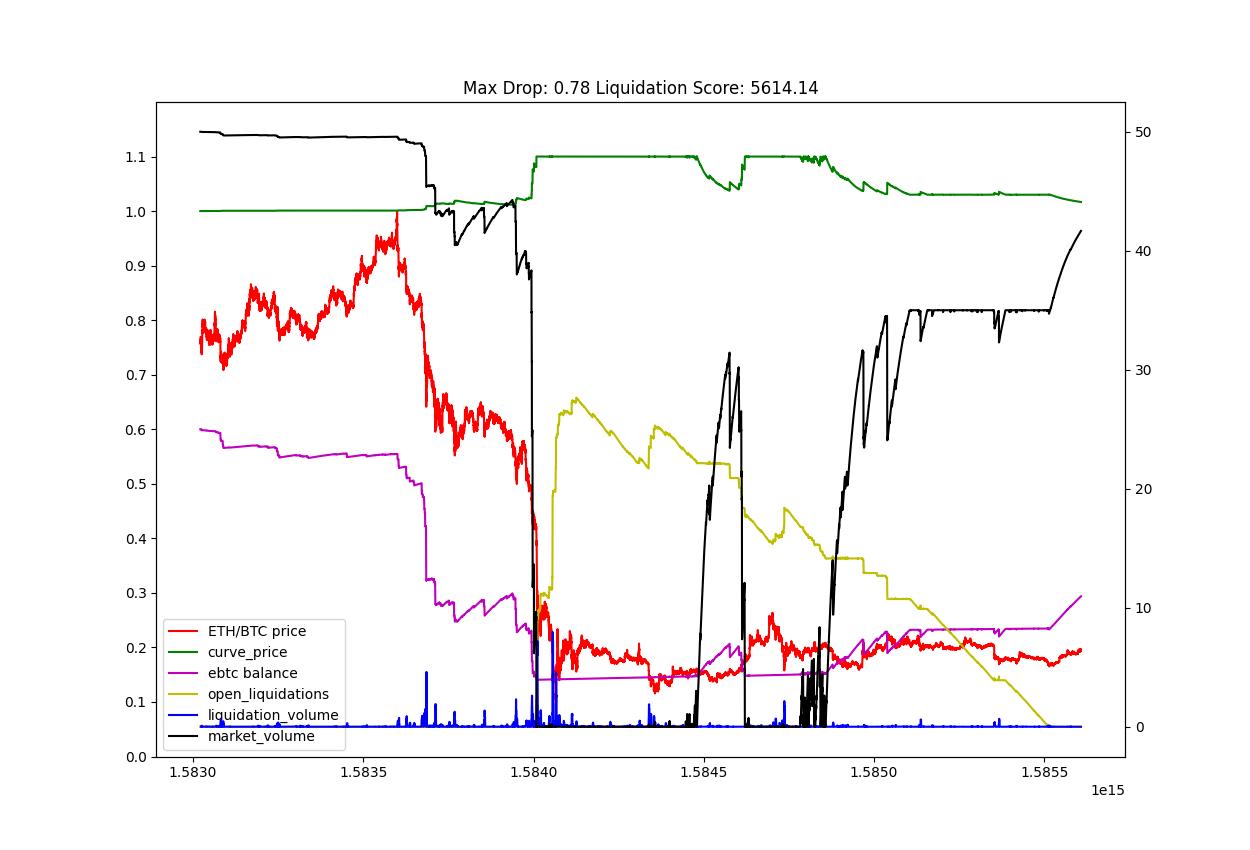 Max Drop: 0.78 Liquidation Score: 5614.14
1.1
1.0
0.9
0.8
0.7
0.6
0.5
0.4
0.3
0.2
0.1
0.0
50
40
30
20
10
0
ETH/BTC price
curve_price
ebtc balance
open_liquidations
liquidation_volume
market_volume
1.5830 1.5835 1.5840 1.5845 1.5850 1.5855
1e15